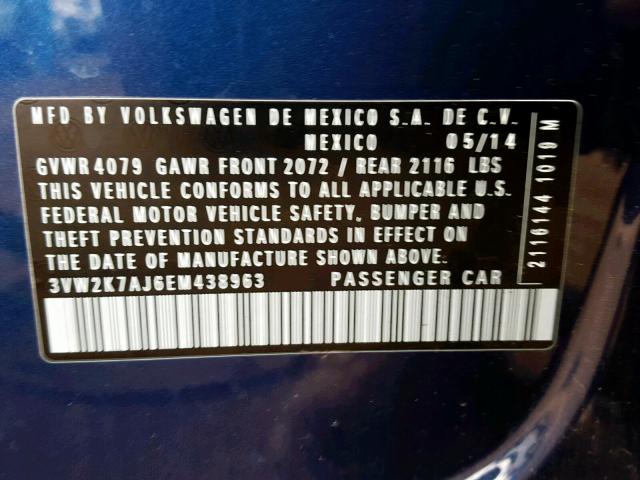 MFD BY VOLKSWAGEN DE MEXICO S.A. DE C.V.
MEXICO 05/14
GVWR 4079 GAWR FRONT 2072 / REAR 2116 LBS
THIS VEHICLE CONFORMS TO ALL APPLICABLE U.S.
FEDERAL MOTOR VEHICLE SAFETY, BUMPER AND
THEFT PREVENTION STANDARDS IN EFFECT ON
THE DATE OF MANUFACTURE SHOWN ABOVE.
3VW2K7AJ6EM438963 PASSENGER CAR
2116144 1019 M